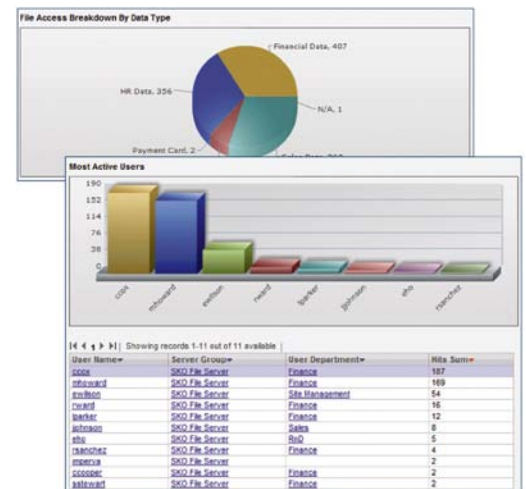 File Access Breakdown By Data Type
Financial Data, 407
HR Data, 356
N/A, 1
Payment Card, 2
Most Active Users
190
152
114
76
38
0
ccox
mhoward
ewilson
rward
lparker
jjohnson
eho
rsanchez
Showing records 1-11 out of 11 available
User Name Server Group User Department Hits Sum
ccox SKO File Server Finance 187
mhoward SKO File Server Finance 169
ewilson SKO File Server Site Management 54
rward SKO File Server Finance 16
lparker SKO File Server Finance 12
jjohnson SKO File Server Sales 8
eho SKO File Server RnD 5
rsanchez SKO File Server Finance 4
imperva SKO File Server 2
ccooper SKO File Server Finance 2
astewart SKO File Server Finance 2